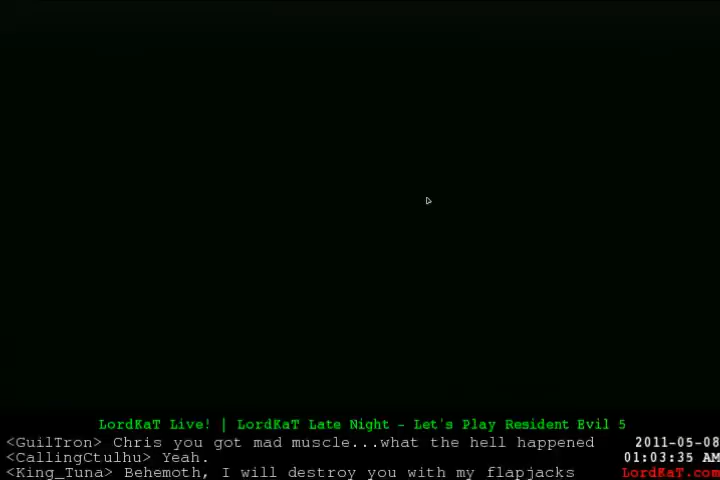 LordKaT Live! | LordKaT Late Night - Let's Play Resident Evil 5
<GuilTron> Chris you got mad muscle...what the hell happened
2011-05-08
<CallingCtulhu> Yeah.
01:03:35 AM
<King_Tuna> Behemoth, I will destroy you with my flapjacks
LordKaT.com